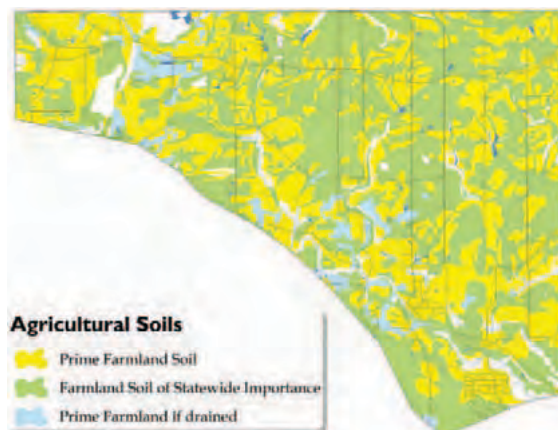 Agricultural Soils
Prime Farmland Soil
Farmland Soil of Statewide Importance
Prime Farmland if drained